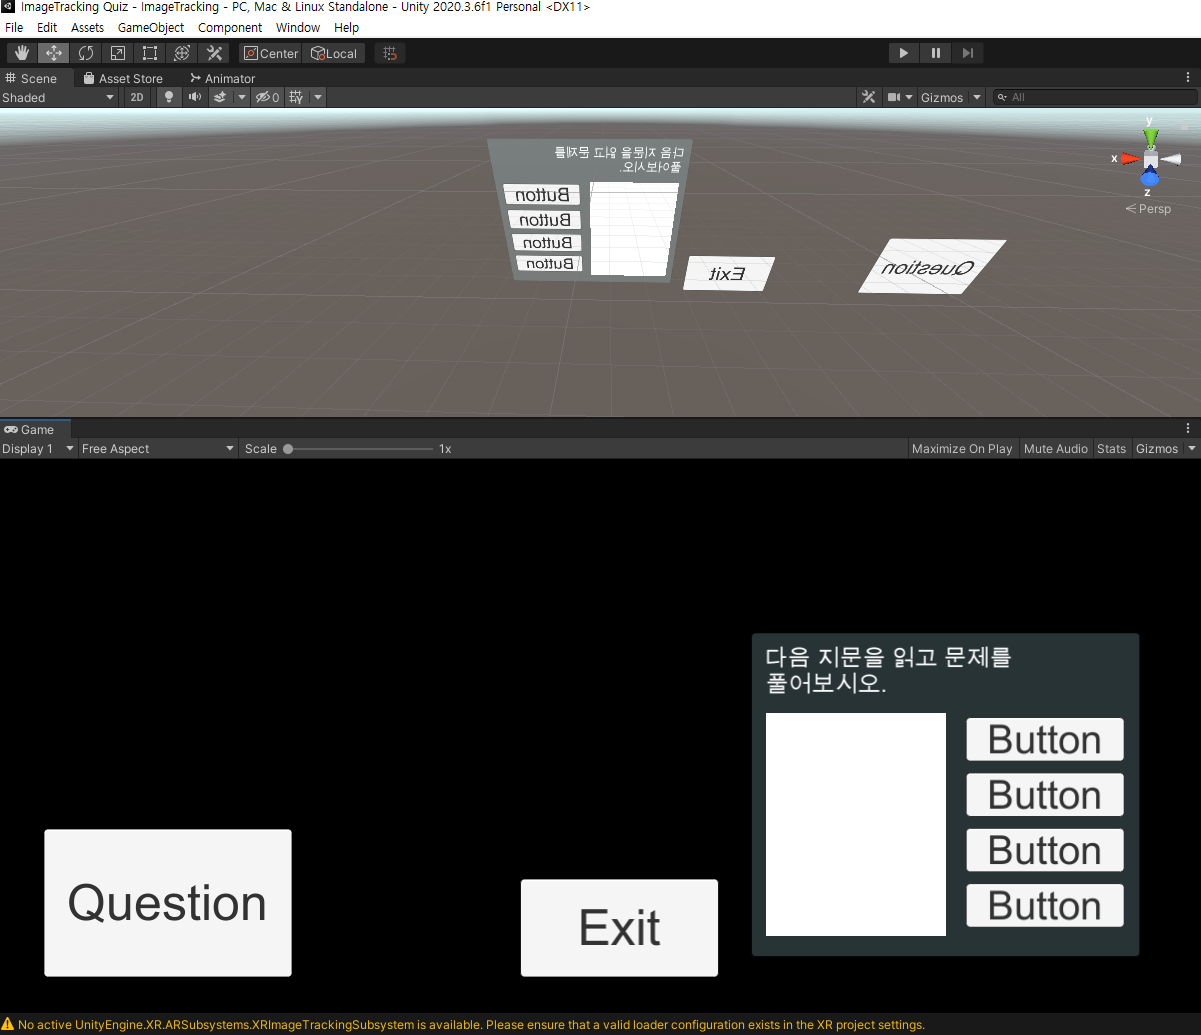 ImageTracking Quiz - ImageTracking - PC, Mac & Linux Standalone - Unity 2020.3.6f1 Personal <DX11>
File Edit Assets GameObject Component Window Help
Center Local
Scene Asset Store Animator
Shaded 2D 0 Gizmos All
y
x
z
Persp
다음 지문을 읽고 문제를
풀어보시오.
Button
Button
Button
Button
Exit
Question
Game
Display 1 Free Aspect Scale 1x Maximize On Play Mute Audio Stats Gizmos
다음 지문을 읽고 문제를
풀어보시오.
Button
Button
Button
Button
Question
Exit
No active UnityEngine.XR.ARSubsystems.XRImageTrackingSubsystem is available. Please ensure that a valid loader configuration exists in the XR project settings.